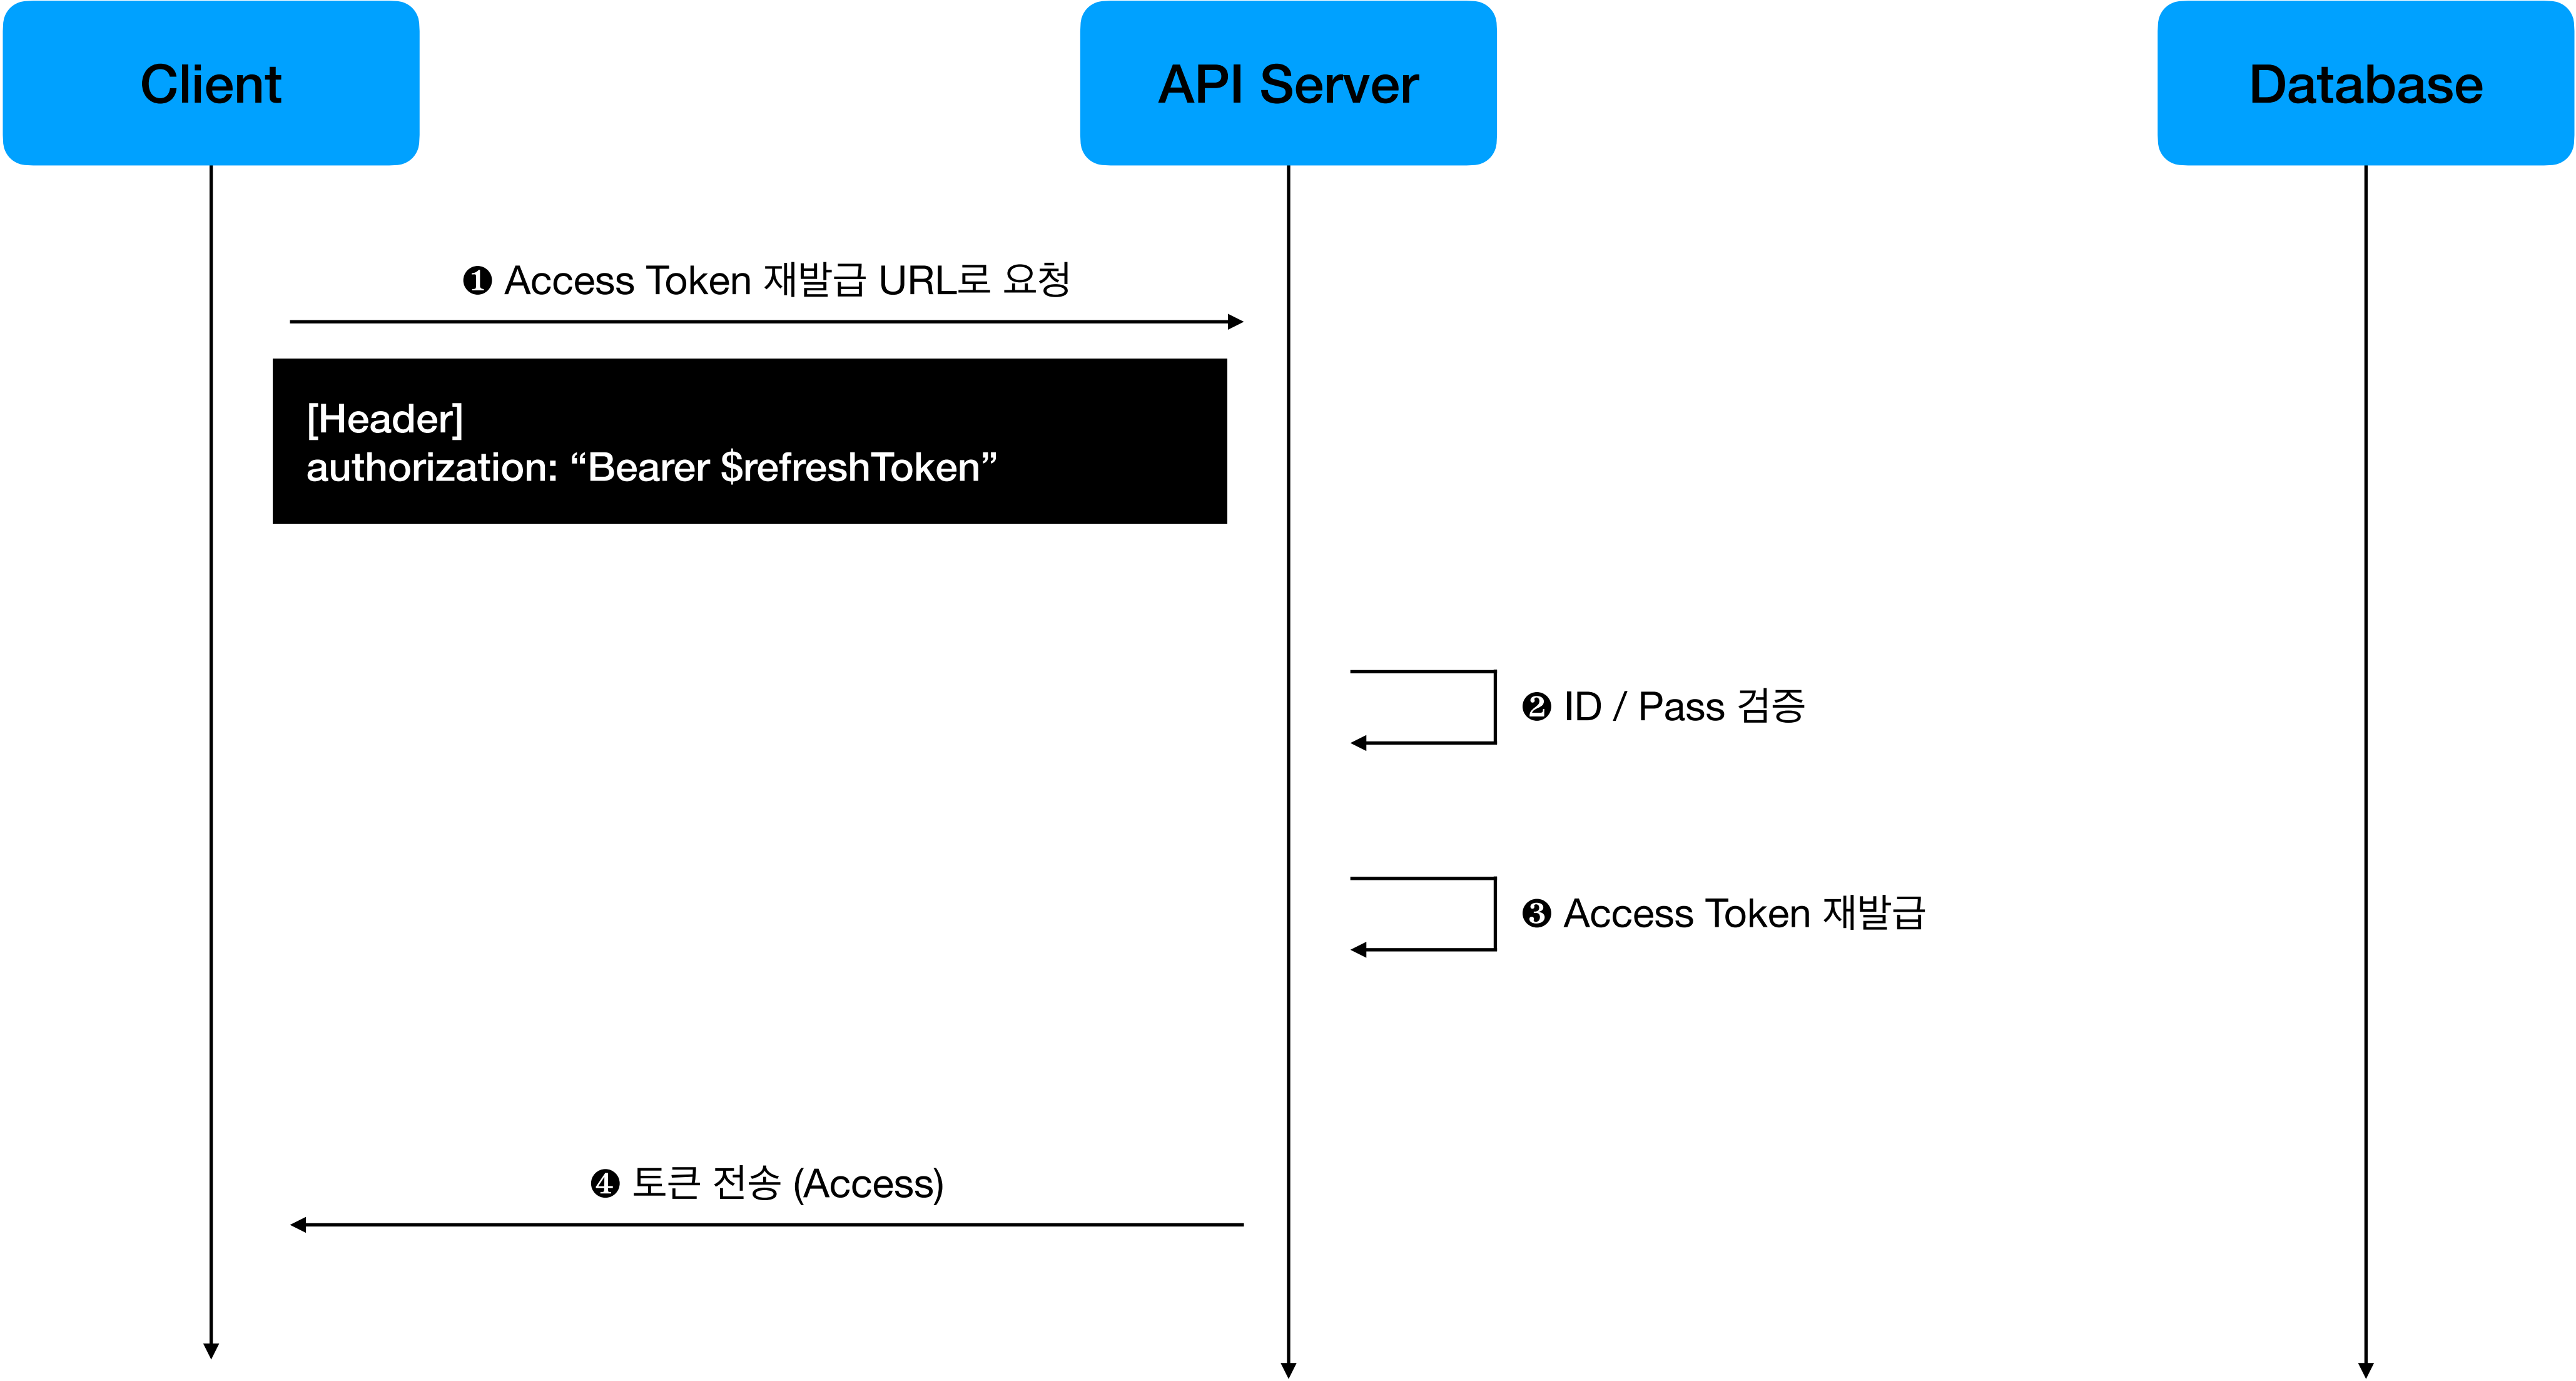 Client
API Server
Database
❶ Access Token 재발급 URL로 요청
[Header]
authorization: “Bearer $refreshToken”
❷ ID / Pass 검증
❸ Access Token 재발급
❹ 토큰 전송 (Access)